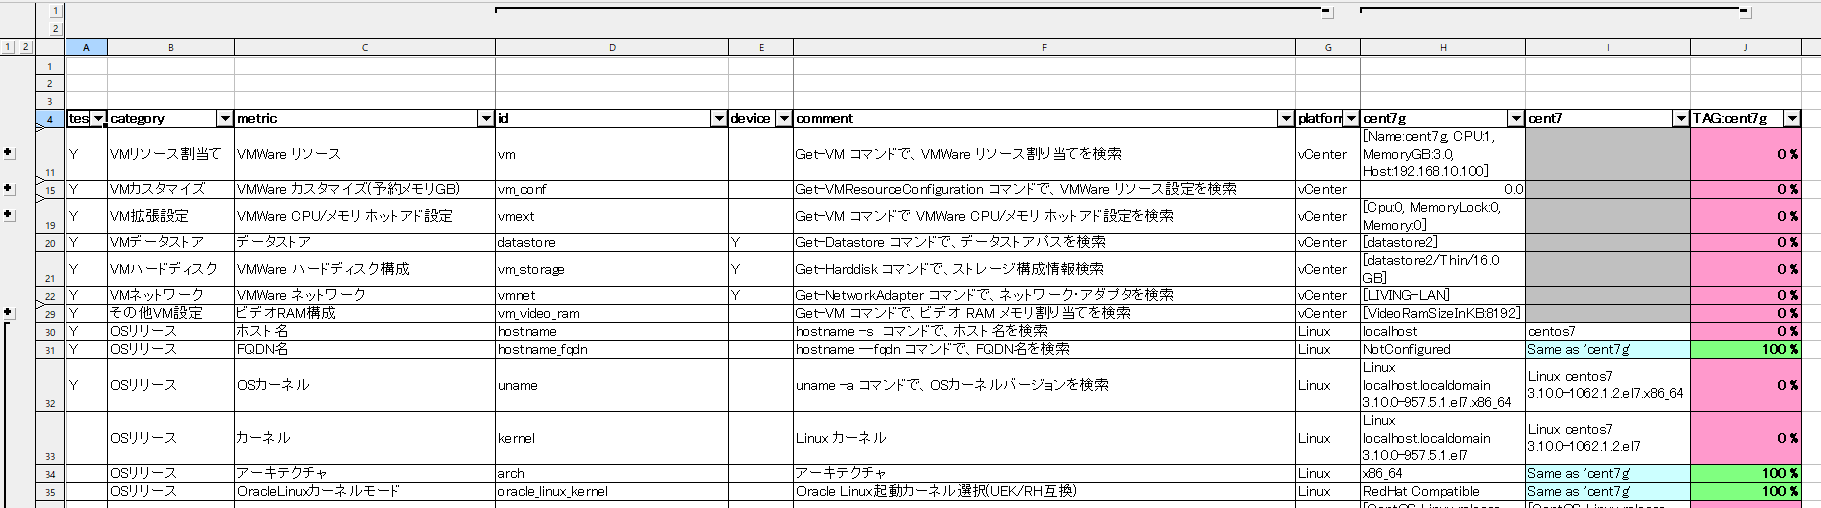 1
2
1 2 A B C D E F G H I J
1
2
3
4 tes category metric id device comment platforn cent7g cent7 TAG:cent7g
11 Y VMリソース割当て VMWare リソース vm Get-VM コマンドで、VMWare リソース割り当てを検索 vCenter [Name:cent7g, CPU:1, MemoryGB:3.0, Host:192.168.10.100] 0 %
15 Y VMカスタマイズ VMWare カスタマイズ(予約メモリGB) vm_conf Get-VMResourceConfiguration コマンドで、VMWare リソース設定を検索 vCenter 0.0 0 %
19 Y VM拡張設定 VMWare CPU/メモリ ホットアド設定 vmext Get-VM コマンドで VMWare CPU/メモリ ホットアド設定を検索 vCenter [Cpu:0, MemoryLock:0, Memory:0] 0 %
20 Y VMデータストア データストア datastore Y Get-Datastore コマンドで、データストアパスを検索 vCenter [datastore2] 0 %
21 Y VMハードディスク VMWare ハードディスク構成 vm_storage Y Get-Harddisk コマンドで、ストレージ構成情報検索 vCenter [datastore2/Thin/16.0 GB] 0 %
22 Y VMネットワーク VMWare ネットワーク vmnet Y Get-NetworkAdapter コマンドで、ネットワーク・アダプタを検索 vCenter [LIVING-LAN] 0 %
29 Y その他VM設定 ビデオRAM構成 vm_video_ram Get-VM コマンドで、ビデオ RAM メモリ割り当てを検索 vCenter [VideoRamSizeInKB:8192] 0 %
30 Y OSリリース ホスト名 hostname hostname -s コマンドで、ホスト名を検索 Linux localhost centos7 0 %
31 Y OSリリース FQDN名 hostname_fqdn hostname --fqdn コマンドで、FQDN名を検索 Linux NotConfigured Same as 'cent7g' 100 %
32 Y OSリリース OSカーネル uname uname -a コマンドで、OSカーネルバージョンを検索 Linux Linux localhost.localdomain 3.10.0-957.5.1.el7.x86_64 Linux centos7 3.10.0-1062.1.2.el7.x86_64 0 %
33 OSリリース カーネル kernel Linux カーネル Linux Linux localhost.localdomain 3.10.0-957.5.1.el7 Linux centos7 3.10.0-1062.1.2.el7 0 %
34 OSリリース アーキテクチャ arch アーキテクチャ Linux x86_64 Same as 'cent7g' 100 %
35 OSリリース OracleLinuxカーネルモード oracle_linux_kernel Oracle Linux起動カーネル選択(UEK/RH互換) Linux RedHat Compatible Same as 'cent7g' 100 %